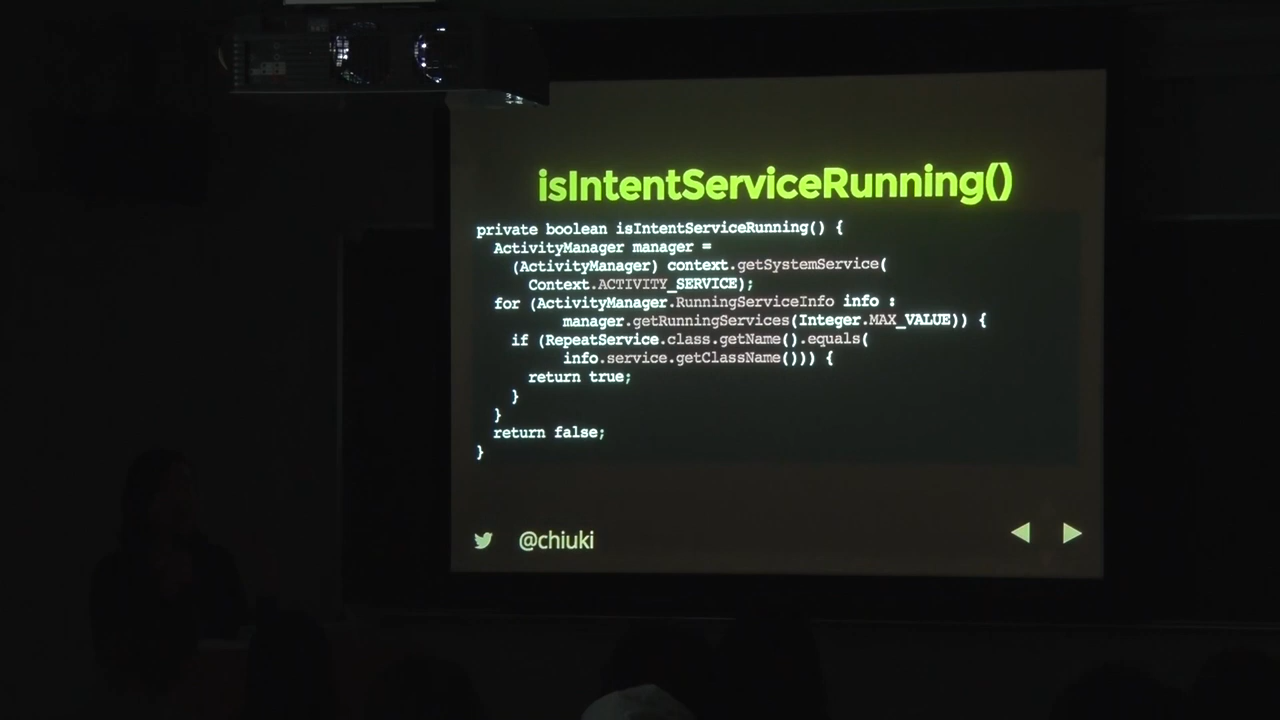 isIntentServiceRunning()
private boolean isIntentServiceRunning() {
  ActivityManager manager =
    (ActivityManager) context.getSystemService(
      Context.ACTIVITY_SERVICE);
  for (ActivityManager.RunningServiceInfo info :
          manager.getRunningServices(Integer.MAX_VALUE)) {
    if (RepeatService.class.getName().equals(
          info.service.getClassName())) {
      return true;
    }
  }
  return false;
}
@chiuki